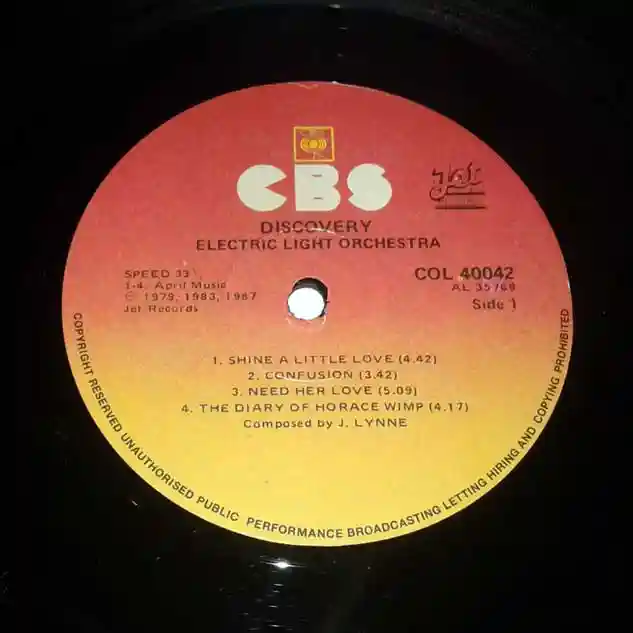 CBS
Jet
DISCOVERY
ELECTRIC LIGHT ORCHESTRA
SPEED 33
1-4. April Music
℗ 1979, 1983, 1987
Jet Records
COL 40042
AL 35769
Side 1
1. SHINE A LITTLE LOVE (4.42)
2. CONFUSION (3.42)
3. NEED HER LOVE (5.09)
4. THE DIARY OF HORACE WIMP (4.17)
Composed by J. LYNNE
COPYRIGHT RESERVED UNAUTHORISED PUBLIC PERFORMANCE BROADCASTING LETTING HIRING AND COPYING PROHIBITED